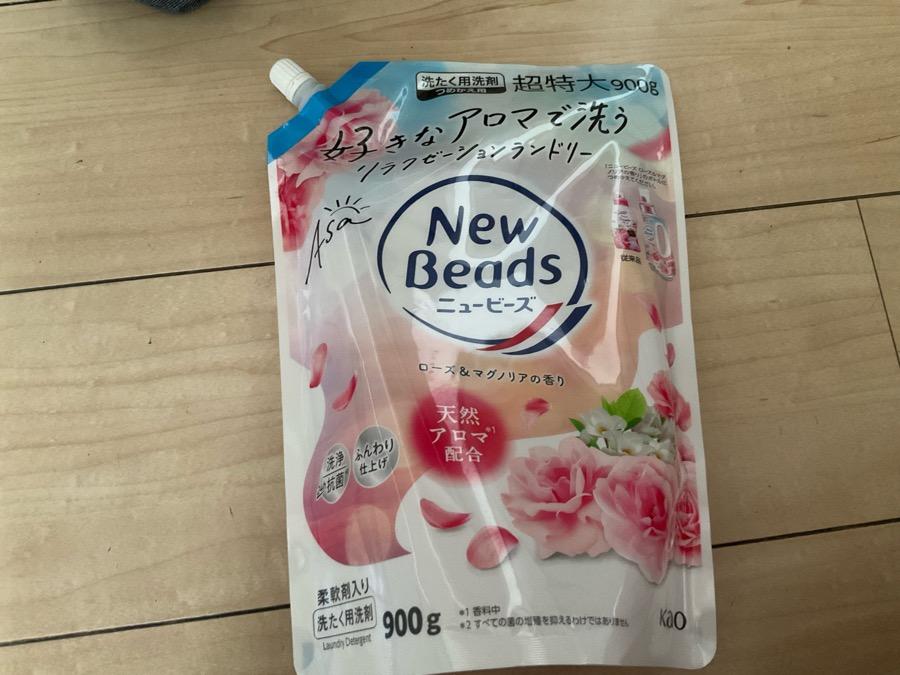 洗たく用洗剤
つめかえ用
超特大900g
好きなアロマで洗う
リラクゼーションランドリー
Asa
New
Beads
ニュービーズ
従来品
ローズ&マグノリアの香り
天然
アロマ*1
配合
洗浄
抗菌
ふんわり
仕上げ
柔軟剤入り
洗たく用洗剤
Laundry Detergent
900g
*1 香料中
*2 すべての菌の増殖を抑えるわけではありません
Kao